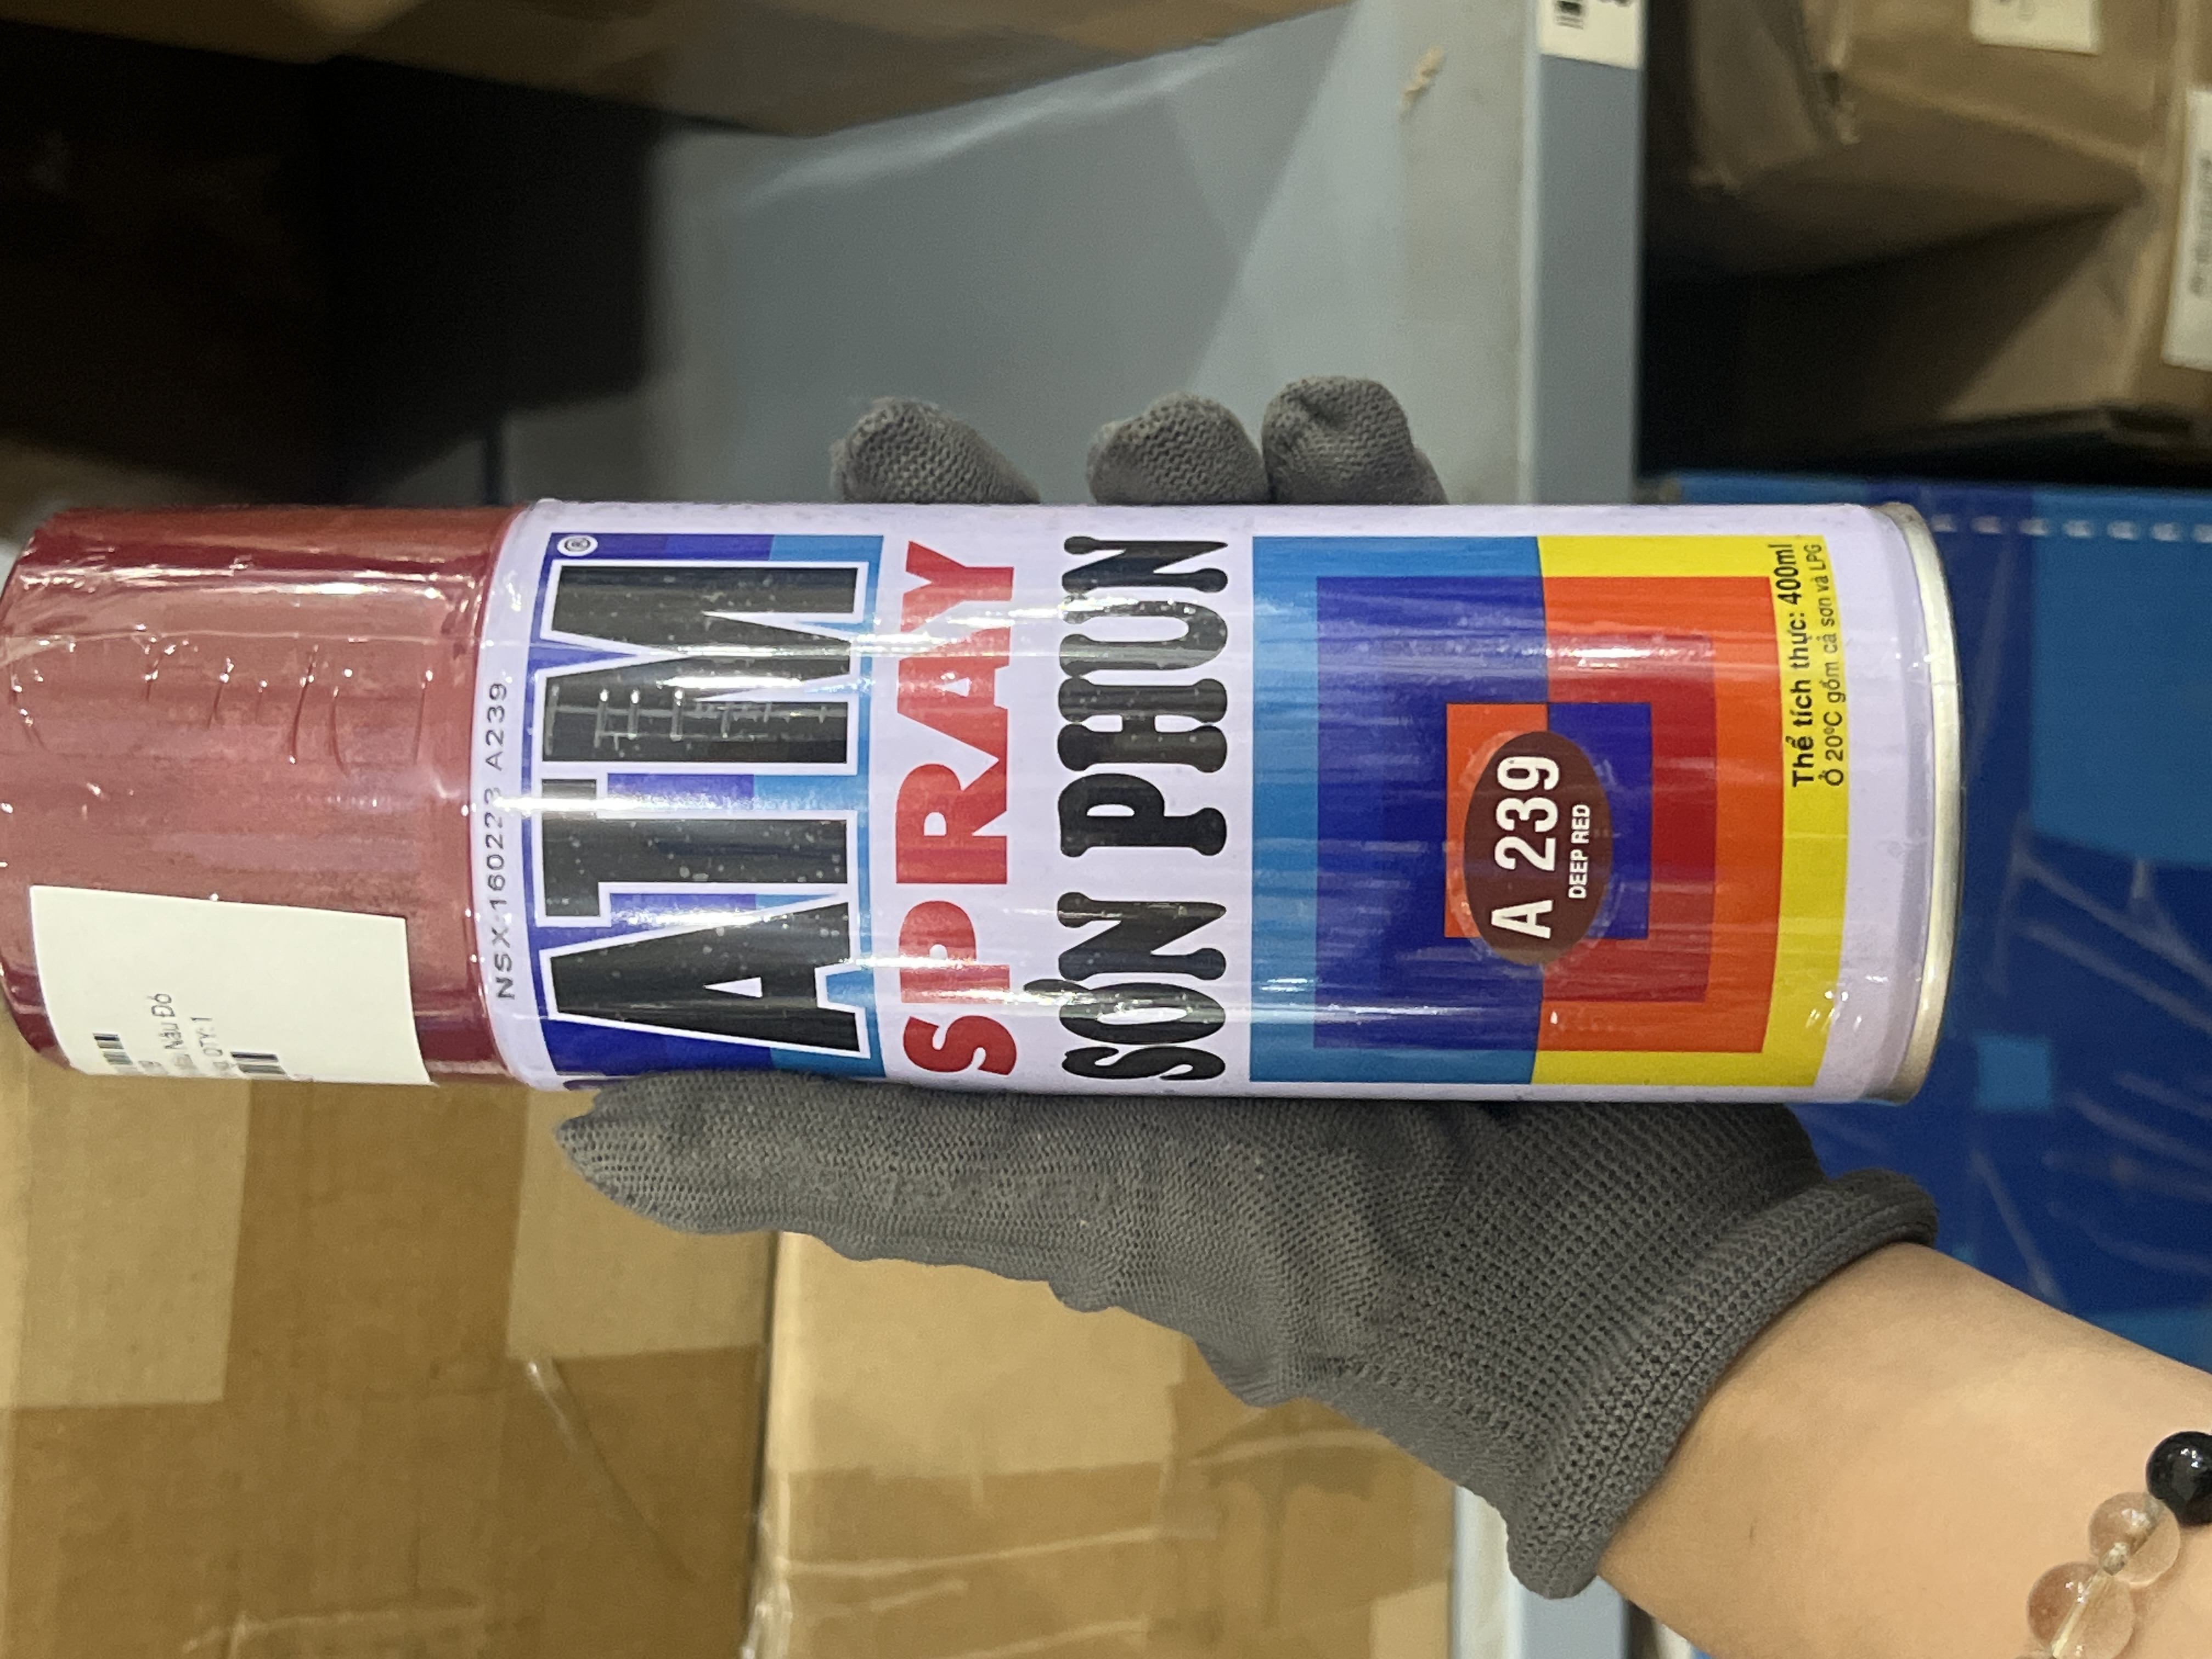 Nâu Đỏ
QTY: 1
NSX:160223 A239
ATM®
SPRAY
SƠN PHUN
A 239
DEEP RED
Thể tích thực: 400ml
Ở 20ºC gồm cả sơn và LPG